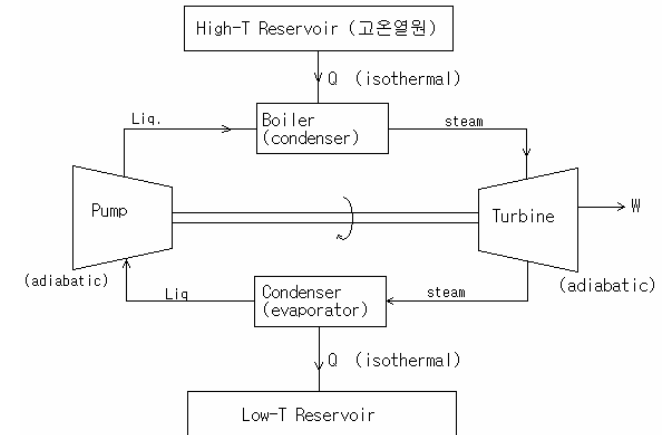 High-T Reservoir (고온열원)
Q (isothermal)
Liq.
Boiler
(condenser)
steam
Pump
Turbine
W
(adiabatic)
Liq
Condenser
(evaporator)
steam
(adiabatic)
Q (isothermal)
Low-T Reservoir